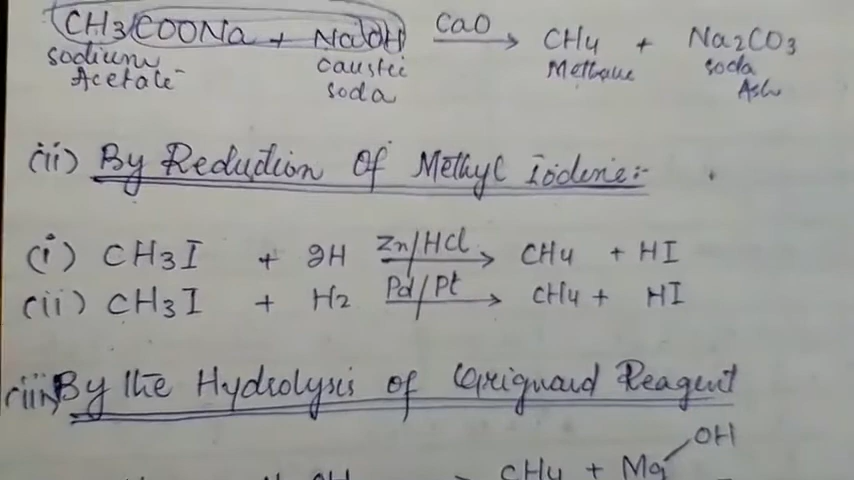 CH3COONa + NaOH CaO→ CH4 + Na2CO3
sodium caustic Methane soda
Acetate soda Ash
(ii) By Reduction Of Methyl Iodene:-
(i) CH3I + 2H Zn/HCl→ CH4 + HI
(ii) CH3I + H2 Pd/Pt→ CH4 + HI
(iii) By the Hydrolysis of Grignard Reagent
OH
OH → CH4 + Mg